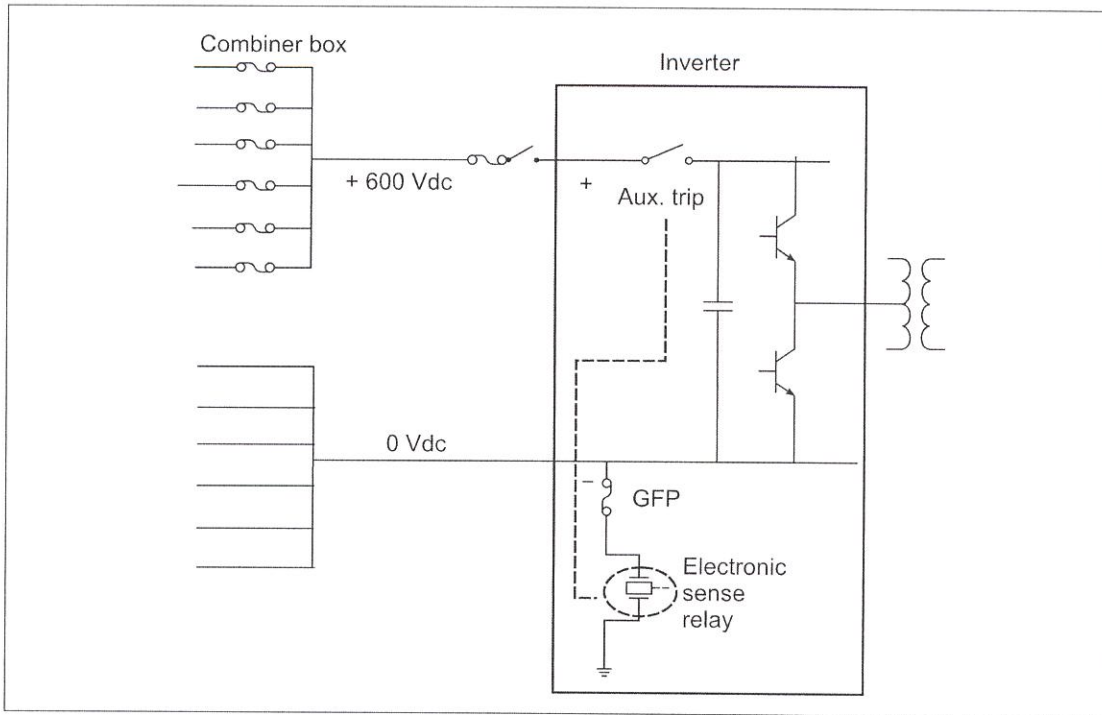 Combiner box
Inverter
+ 600 Vdc
+
Aux. trip
0 Vdc
–
GFP
Electronic
sense
relay